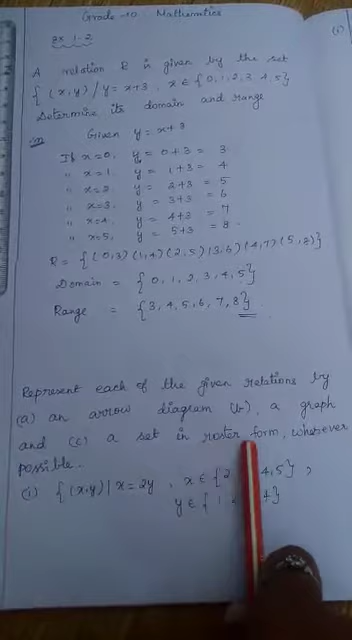 Grade - 10 Mathematics
(i)
Ex 1.2
A relation R is given by the set
{(x,y)/y = x+3, x ∈ {0,1,2,3,4,5}
Determine its domain and range
Given y = x+3
If x=0, y = 0+3 = 3
" x=1, y = 1+3 = 4
" x=2, y = 2+3 = 5
" x=3, y = 3+3 = 6
" x=4, y = 4+3 = 7
" x=5, y = 5+3 = 8.
R = {(0,3)(1,4)(2,5)(3,6)(4,7)(5,8)}
Domain = {0,1,2,3,4,5}
Range = {3,4,5,6,7,8}
Represent each of the given relations by
(a) an arrow diagram (b), a graph
and (c) a set in roster form, wherever
possible.
(i) {(x,y) | x = 2y, x ∈ {2 4,5},
y ∈ {1 4}